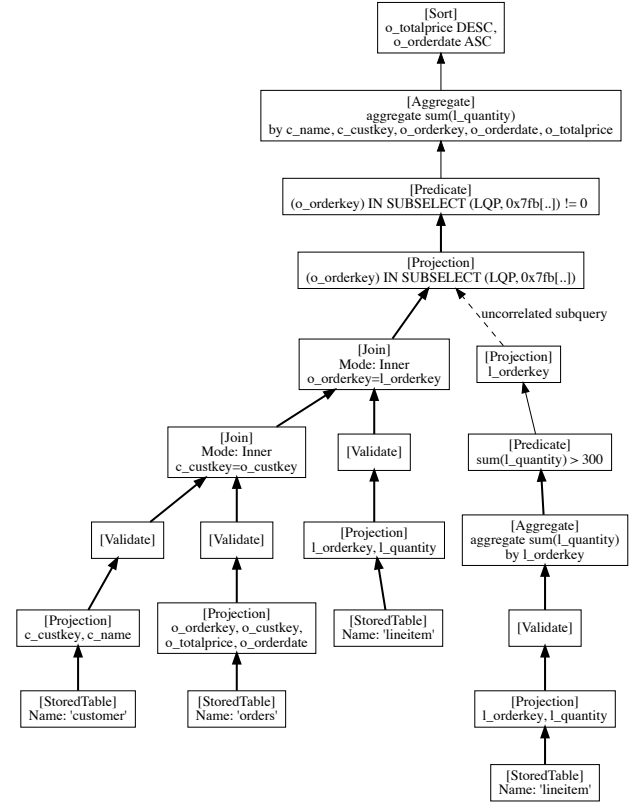 [Sort]
o_totalprice DESC,
o_orderdate ASC
[Aggregate]
aggregate sum(l_quantity)
by c_name, c_custkey, o_orderkey, o_orderdate, o_totalprice
[Predicate]
(o_orderkey) IN SUBSELECT (LQP, 0x7fb[..]) != 0
[Projection]
(o_orderkey) IN SUBSELECT (LQP, 0x7fb[..])
uncorrelated subquery
[Join]
Mode: Inner
o_orderkey=l_orderkey
[Projection]
l_orderkey
[Join]
Mode: Inner
c_custkey=o_custkey
[Validate]
[Predicate]
sum(l_quantity) > 300
[Validate]
[Validate]
[Projection]
l_orderkey, l_quantity
[Aggregate]
aggregate sum(l_quantity)
by l_orderkey
[Projection]
c_custkey, c_name
[Projection]
o_orderkey, o_custkey,
o_totalprice, o_orderdate
[StoredTable]
Name: 'lineitem'
[Validate]
[StoredTable]
Name: 'customer'
[StoredTable]
Name: 'orders'
[Projection]
l_orderkey, l_quantity
[StoredTable]
Name: 'lineitem'